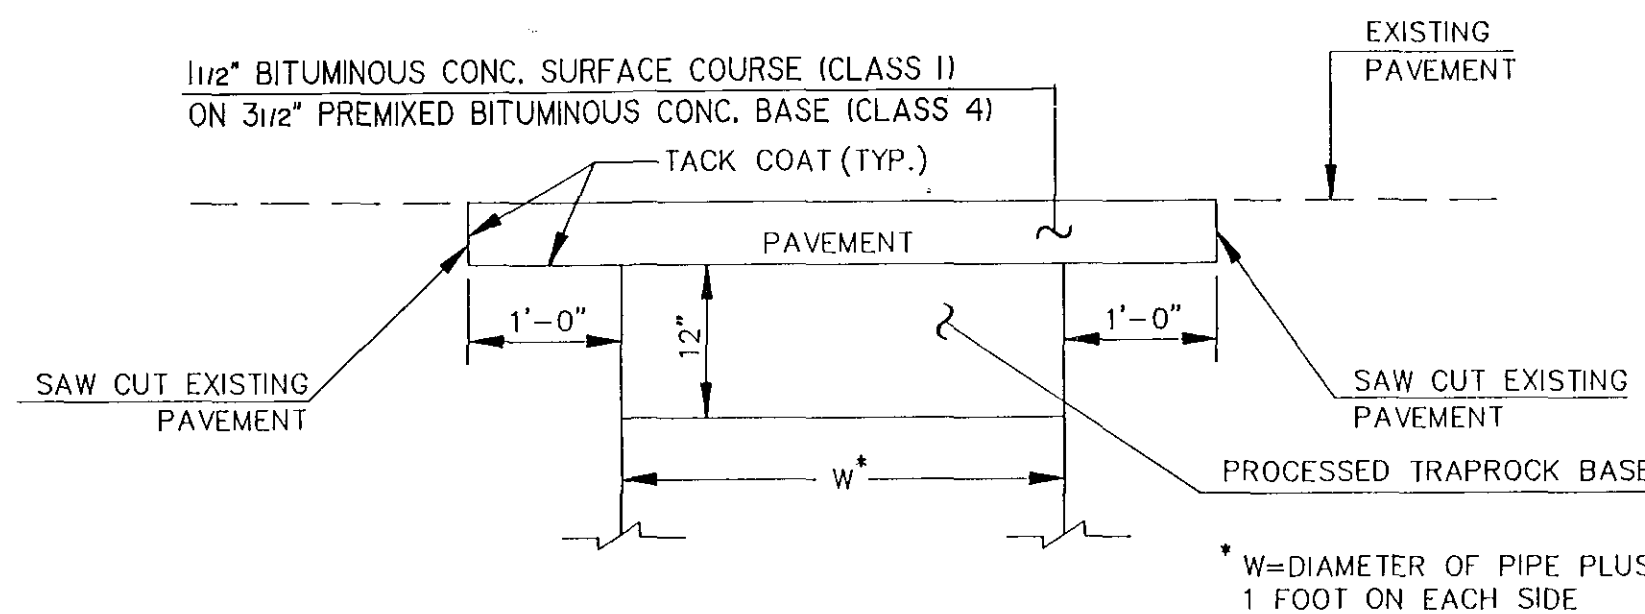 EXISTING
PAVEMENT
1 1/2" BITUMINOUS CONC. SURFACE COURSE (CLASS 1)
ON 3 1/2" PREMIXED BITUMINOUS CONC. BASE (CLASS 4)
TACK COAT (TYP.)
PAVEMENT
1'-0"
12"
1'-0"
SAW CUT EXISTING
PAVEMENT
SAW CUT EXISTING
PAVEMENT
W*
PROCESSED TRAPROCK BASE
* W=DIAMETER OF PIPE PLUS
1 FOOT ON EACH SIDE